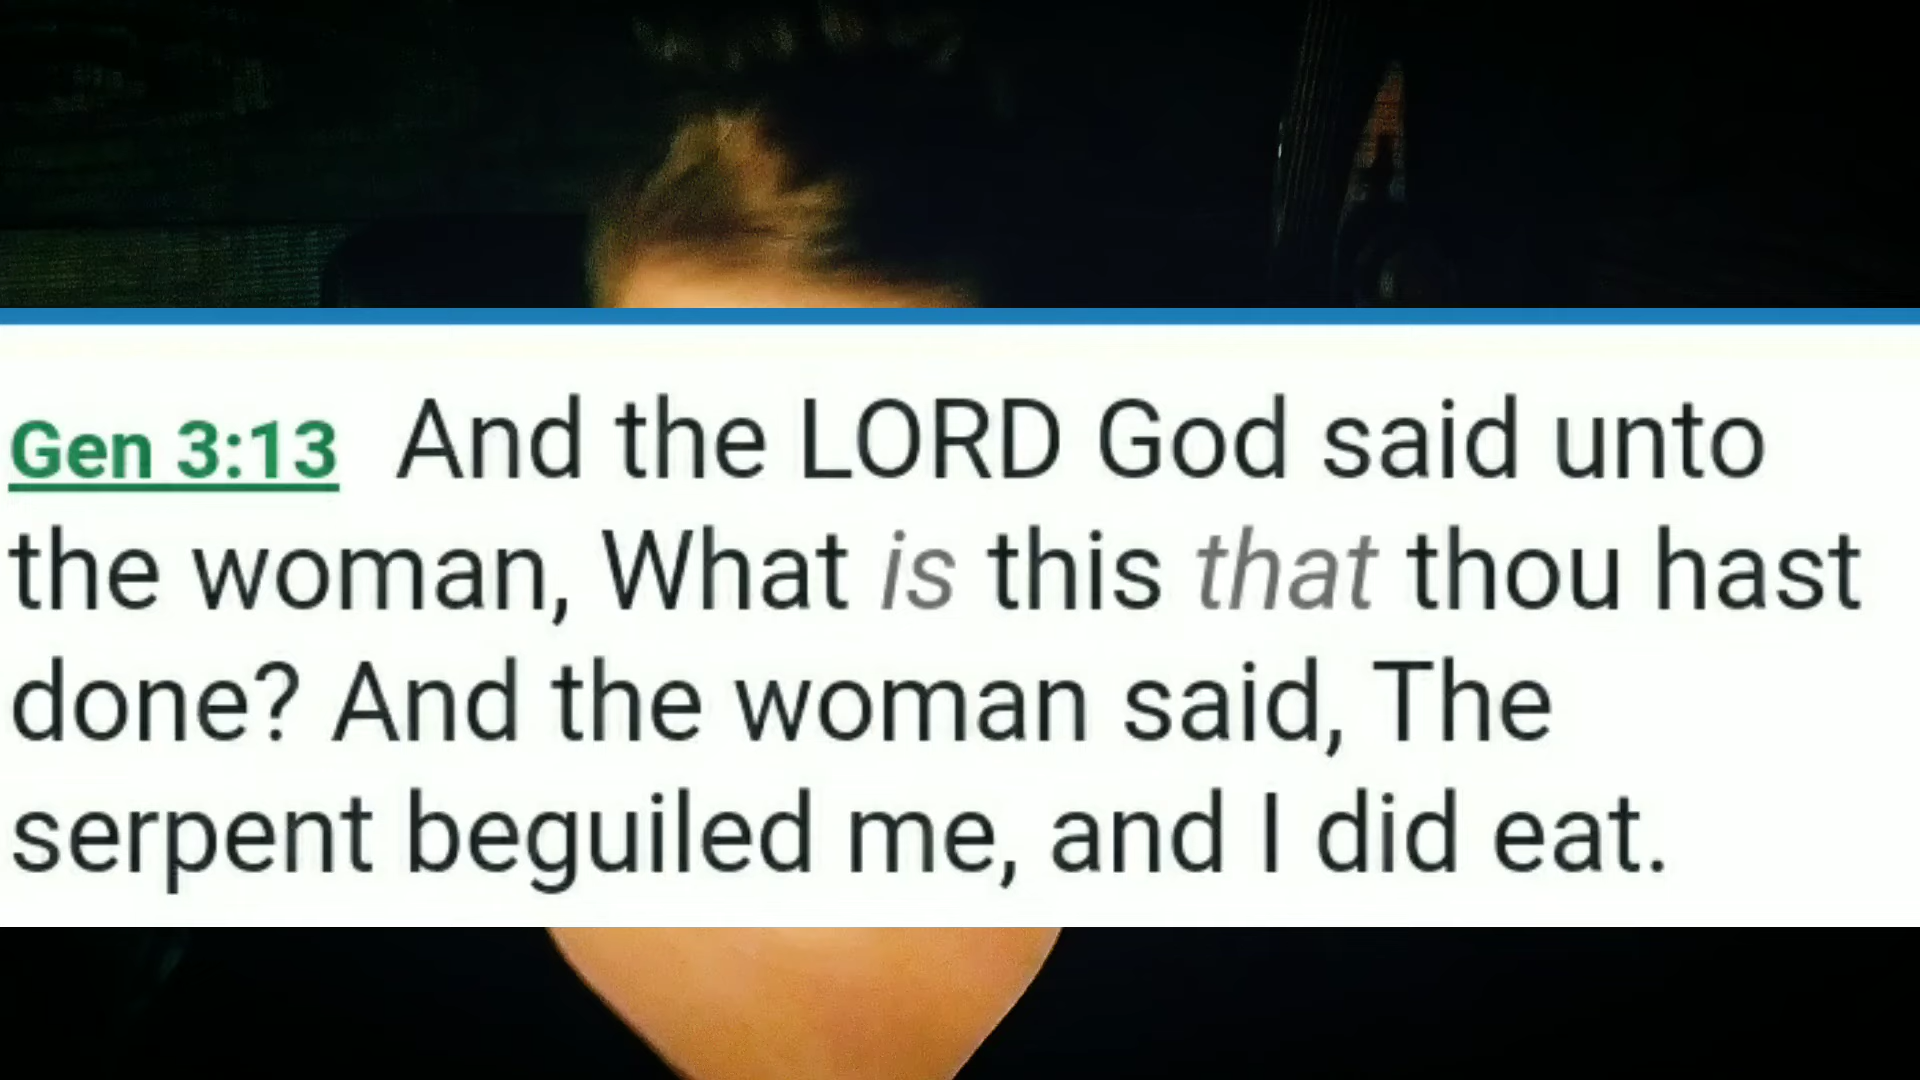 Gen 3:13 And the LORD God said unto
the woman, What is this that thou hast
done? And the woman said, The
serpent beguiled me, and I did eat.